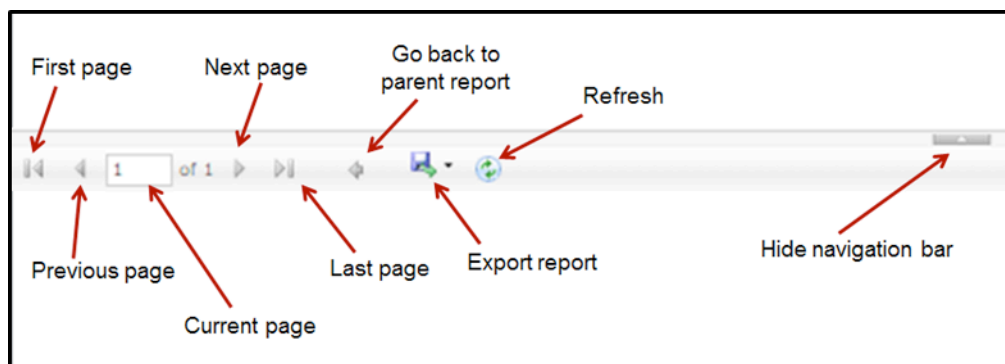 First page
Next page
Go back to
parent report
Refresh
1
of 1
Previous page
Current page
Last page
Export report
Hide navigation bar